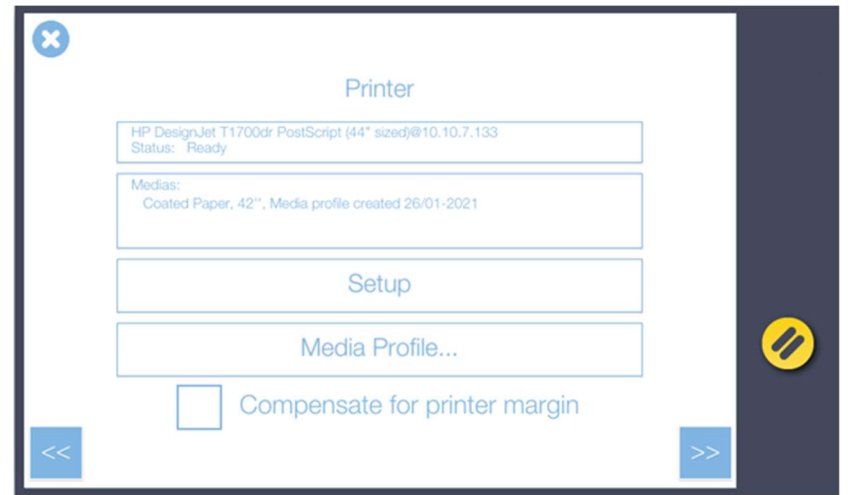 Printer
HP DesignJet T1700dr PostScript (44" sized)@10.10.7.133
Status: Ready
Medias:
Coated Paper, 42'', Media profile created 26/01-2021
Setup
Media Profile...
Compensate for printer margin
<<
>>